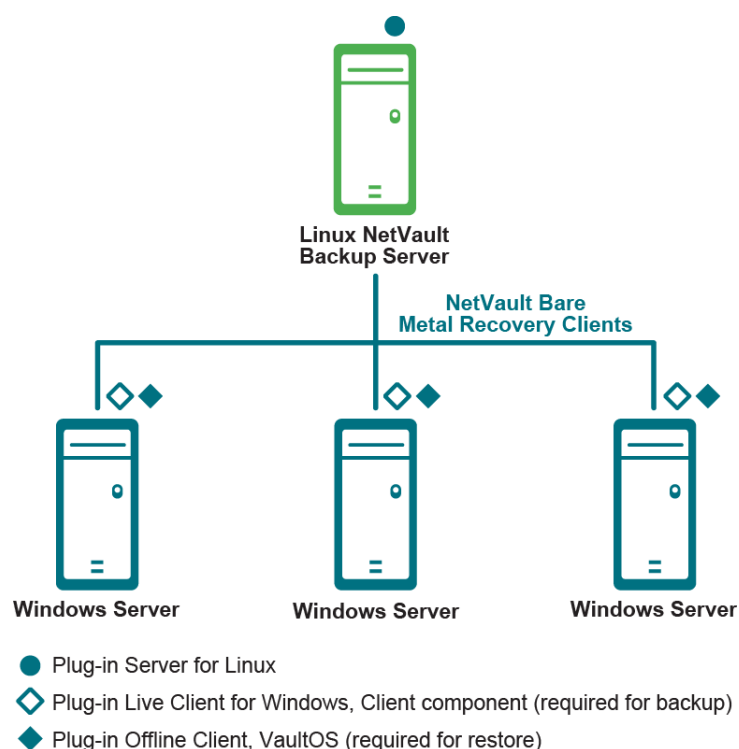 Linux NetVault
Backup Server
NetVault Bare
Metal Recovery Clients
Windows Server
Windows Server
Windows Server
Plug-in Server for Linux
Plug-in Live Client for Windows, Client component (required for backup)
Plug-in Offline Client, VaultOS (required for restore)